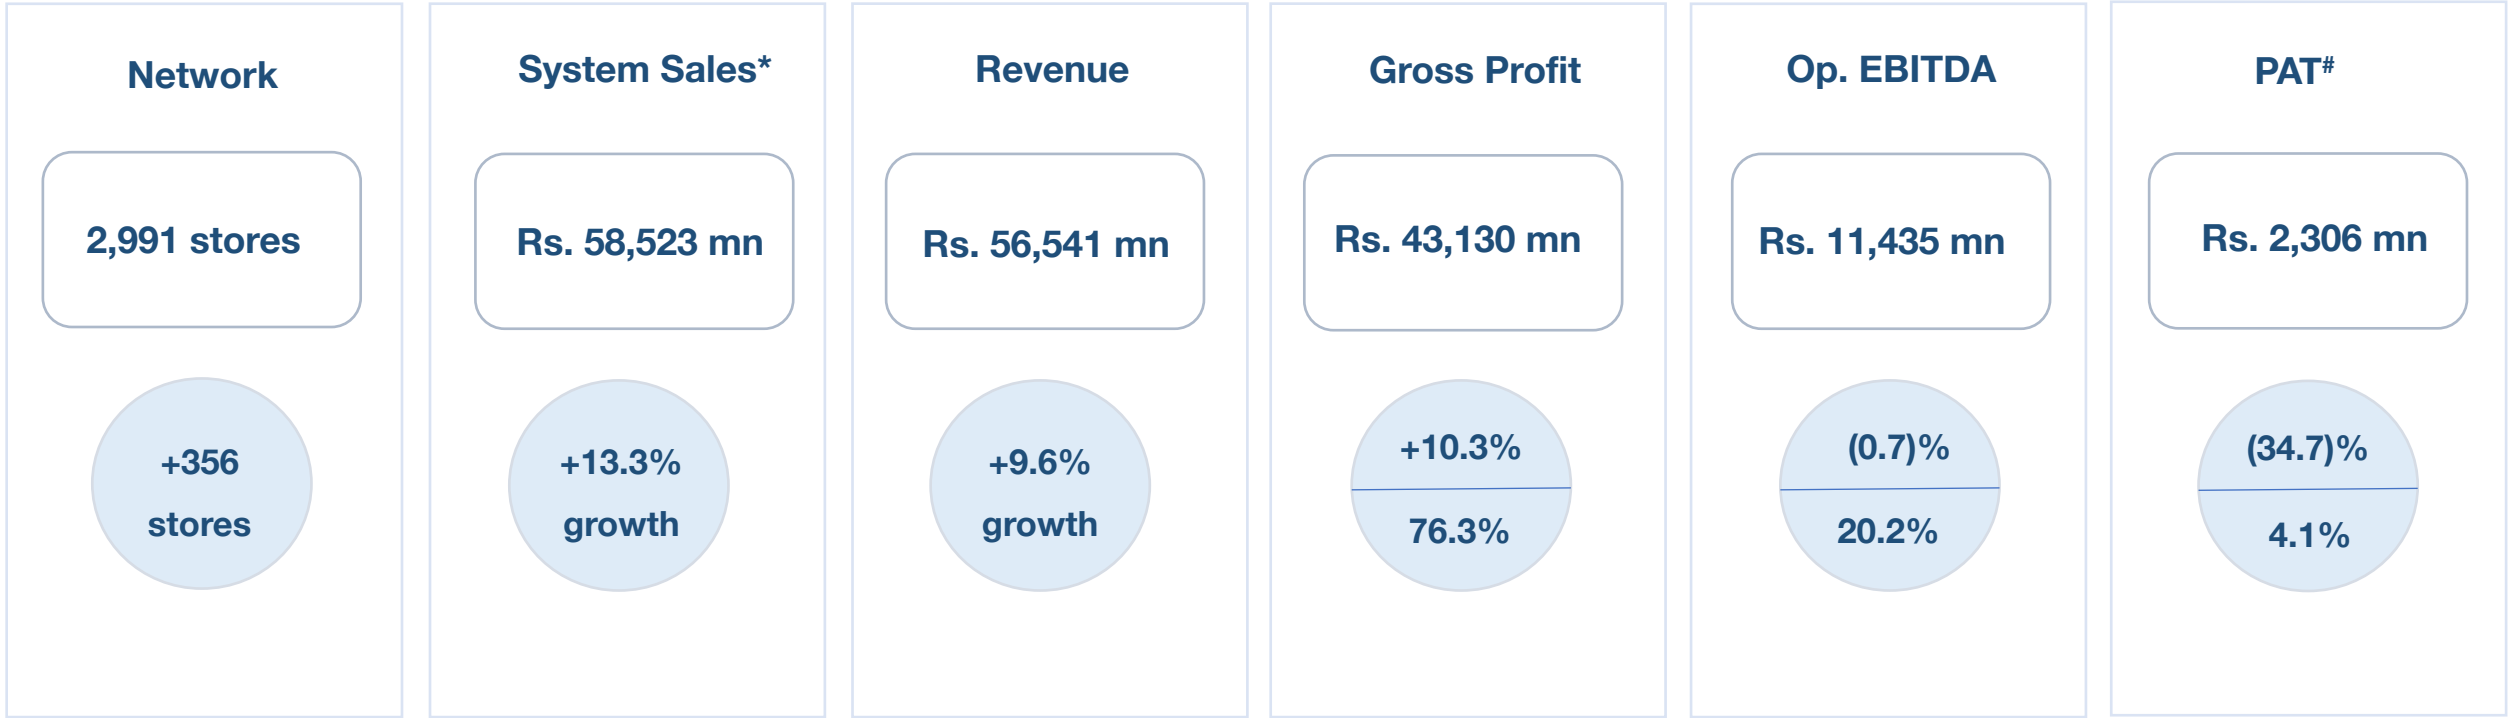 Network
2,991 stores
+356
stores
System Sales*
Rs. 58,523 mn
+13.3%
growth
Revenue
Rs. 56,541 mn
+9.6%
growth
Gross Profit
Rs. 43,130 mn
+10.3%
76.3%
Op. EBITDA
Rs. 11,435 mn
(0.7)%
20.2%
PAT#
Rs. 2,306 mn
(34.7)%
4.1%